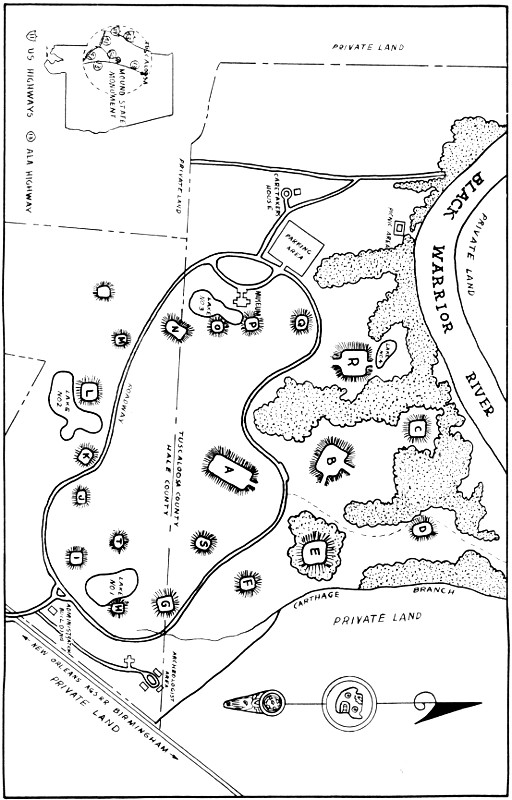 PRIVATE LAND
TUSCALOOSA
MOUND STATE
MONUMENT
US HIGHWAYS
ALA HIGHWAY
PRIVATE LAND
CARETAKER
HOUSE
PARKING
AREA
PICNIC AREA
BLACK
WARRIOR
RIVER
PRIVATE LAND
MUSEUM
LAKE
NO 3
N
O
P
Q
R
LAKE
M
L
LAKE
NO 2
ROADWAY
K
J
I
T
S
A
B
C
D
E
F
G
H
LAKE
NO 1
TUSCALOOSA COUNTY
HALE COUNTY
CARTHAGE BRANCH
PRIVATE LAND
ADMINISTRATION
BUILDING
ARCHAEOLOGIST
AREA
NEW ORLEANS
BIRMINGHAM
PRIVATE LAND